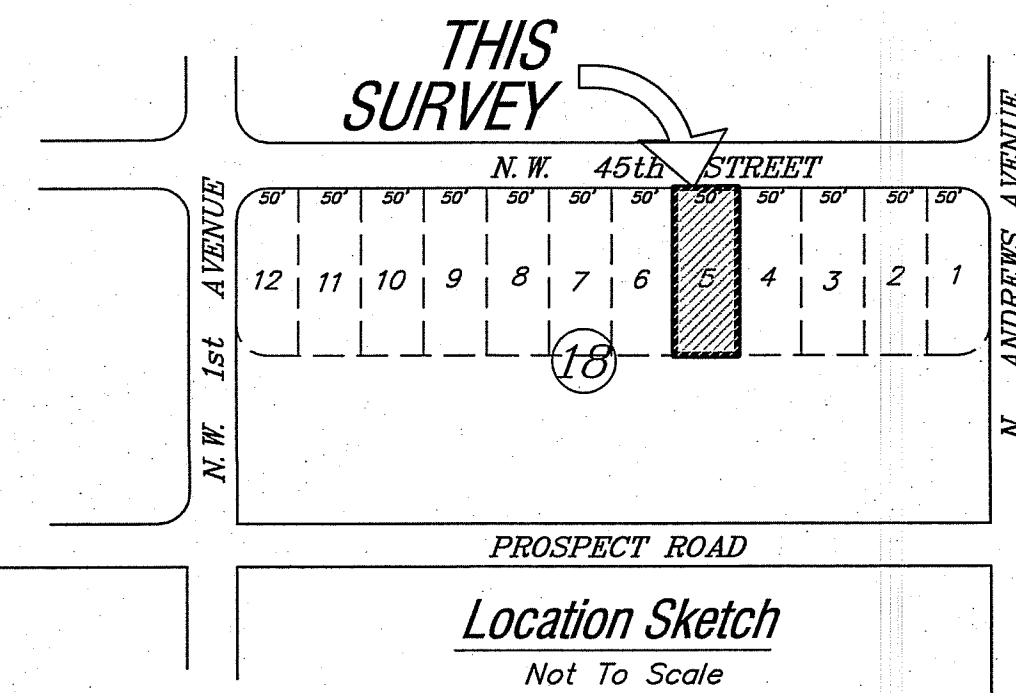 THIS
SURVEY
N.W. 45th STREET
50' 50' 50' 50' 50' 50' 50' 50' 50' 50' 50' 50'
12 11 10 9 8 7 6 5 4 3 2 1
18
N.W. 1st AVENUE
N ANDREWS AVENUE
PROSPECT ROAD
Location Sketch
Not To Scale